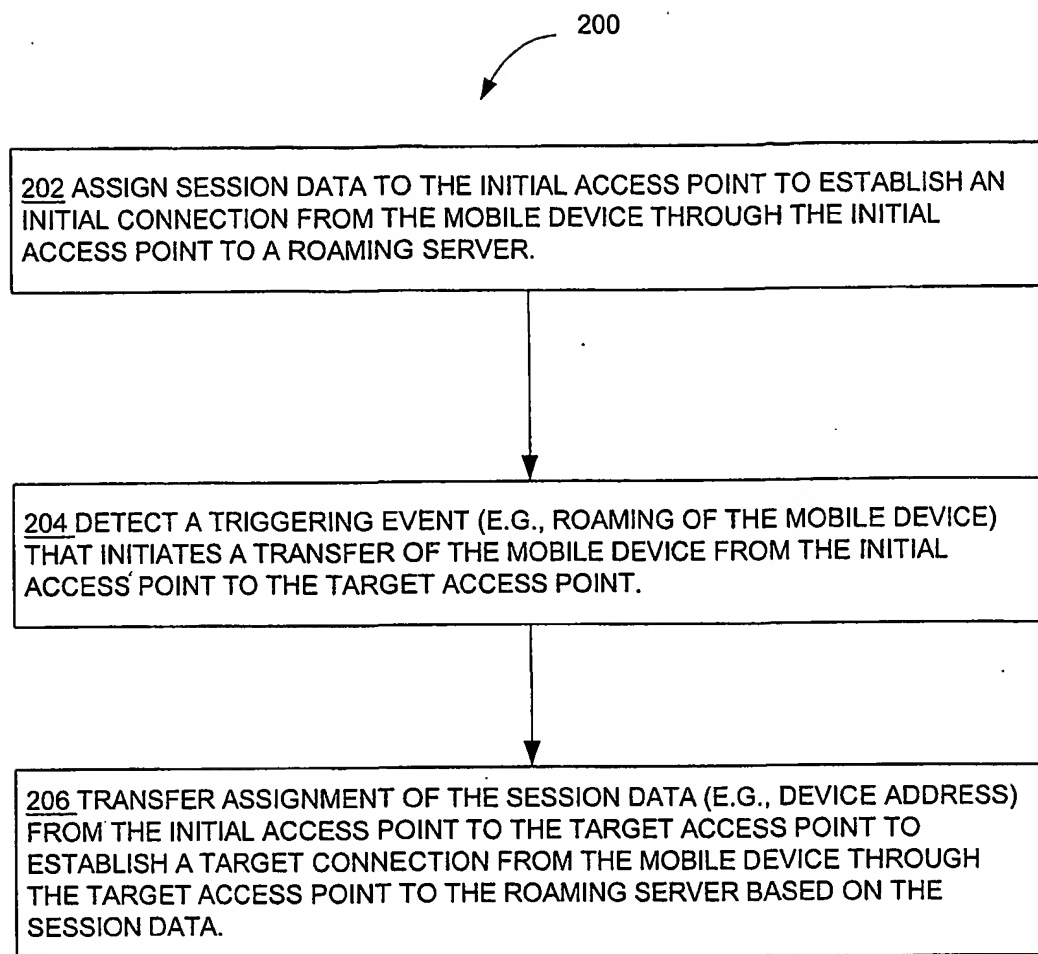 200
202 ASSIGN SESSION DATA TO THE INITIAL ACCESS POINT TO ESTABLISH AN
INITIAL CONNECTION FROM THE MOBILE DEVICE THROUGH THE INITIAL
ACCESS POINT TO A ROAMING SERVER.
204 DETECT A TRIGGERING EVENT (E.G., ROAMING OF THE MOBILE DEVICE)
THAT INITIATES A TRANSFER OF THE MOBILE DEVICE FROM THE INITIAL
ACCESS POINT TO THE TARGET ACCESS POINT.
206 TRANSFER ASSIGNMENT OF THE SESSION DATA (E.G., DEVICE ADDRESS)
FROM THE INITIAL ACCESS POINT TO THE TARGET ACCESS POINT TO
ESTABLISH A TARGET CONNECTION FROM THE MOBILE DEVICE THROUGH
THE TARGET ACCESS POINT TO THE ROAMING SERVER BASED ON THE
SESSION DATA.